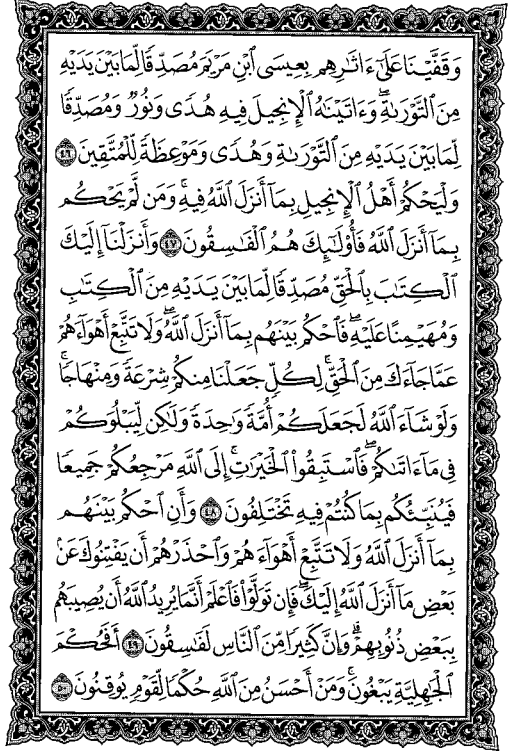 وَقَفَّيْنَا عَلَىٰٓ ءَاثَٰرِهِم بِعِيسَى ٱبْنِ مَرْيَمَ مُصَدِّقًا لِّمَا بَيْنَ يَدَيْهِ
مِنَ ٱلتَّوْرَىٰةِ ۖ وَءَاتَيْنَٰهُ ٱلْإِنجِيلَ فِيهِ هُدًى وَنُورٌ وَمُصَدِّقًا
لِّمَا بَيْنَ يَدَيْهِ مِنَ ٱلتَّوْرَىٰةِ وَهُدًى وَمَوْعِظَةً لِّلْمُتَّقِينَ ٤٦
وَلْيَحْكُمْ أَهْلُ ٱلْإِنجِيلِ بِمَآ أَنزَلَ ٱللَّهُ فِيهِ ۚ وَمَن لَّمْ يَحْكُم
بِمَآ أَنزَلَ ٱللَّهُ فَأُو۟لَٰٓئِكَ هُمُ ٱلْفَٰسِقُونَ ٤٧ وَأَنزَلْنَآ إِلَيْكَ
ٱلْكِتَٰبَ بِٱلْحَقِّ مُصَدِّقًا لِّمَا بَيْنَ يَدَيْهِ مِنَ ٱلْكِتَٰبِ
وَمُهَيْمِنًا عَلَيْهِ ۖ فَٱحْكُم بَيْنَهُم بِمَآ أَنزَلَ ٱللَّهُ ۖ وَلَا تَتَّبِعْ أَهْوَآءَهُمْ
عَمَّا جَآءَكَ مِنَ ٱلْحَقِّ ۚ لِكُلٍّ جَعَلْنَا مِنكُمْ شِرْعَةً وَمِنْهَاجًا ۚ
وَلَوْ شَآءَ ٱللَّهُ لَجَعَلَكُمْ أُمَّةً وَٰحِدَةً وَلَٰكِن لِّيَبْلُوَكُمْ
فِى مَآ ءَاتَىٰكُمْ ۖ فَٱسْتَبِقُوا۟ ٱلْخَيْرَٰتِ ۚ إِلَى ٱللَّهِ مَرْجِعُكُمْ جَمِيعًا
فَيُنَبِّئُكُم بِمَا كُنتُمْ فِيهِ تَخْتَلِفُونَ ٤٨ وَأَنِ ٱحْكُم بَيْنَهُم
بِمَآ أَنزَلَ ٱللَّهُ وَلَا تَتَّبِعْ أَهْوَآءَهُمْ وَٱحْذَرْهُمْ أَن يَفْتِنُوكَ عَنۢ
بَعْضِ مَآ أَنزَلَ ٱللَّهُ إِلَيْكَ ۖ فَإِن تَوَلَّوْا۟ فَٱعْلَمْ أَنَّمَا يُرِيدُ ٱللَّهُ أَن يُصِيبَهُم
بِبَعْضِ ذُنُوبِهِمْ ۗ وَإِنَّ كَثِيرًا مِّنَ ٱلنَّاسِ لَفَٰسِقُونَ ٤٩ أَفَحُكْمَ
ٱلْجَٰهِلِيَّةِ يَبْغُونَ ۚ وَمَنْ أَحْسَنُ مِنَ ٱللَّهِ حُكْمًا لِّقَوْمٍ يُوقِنُونَ ٥٠